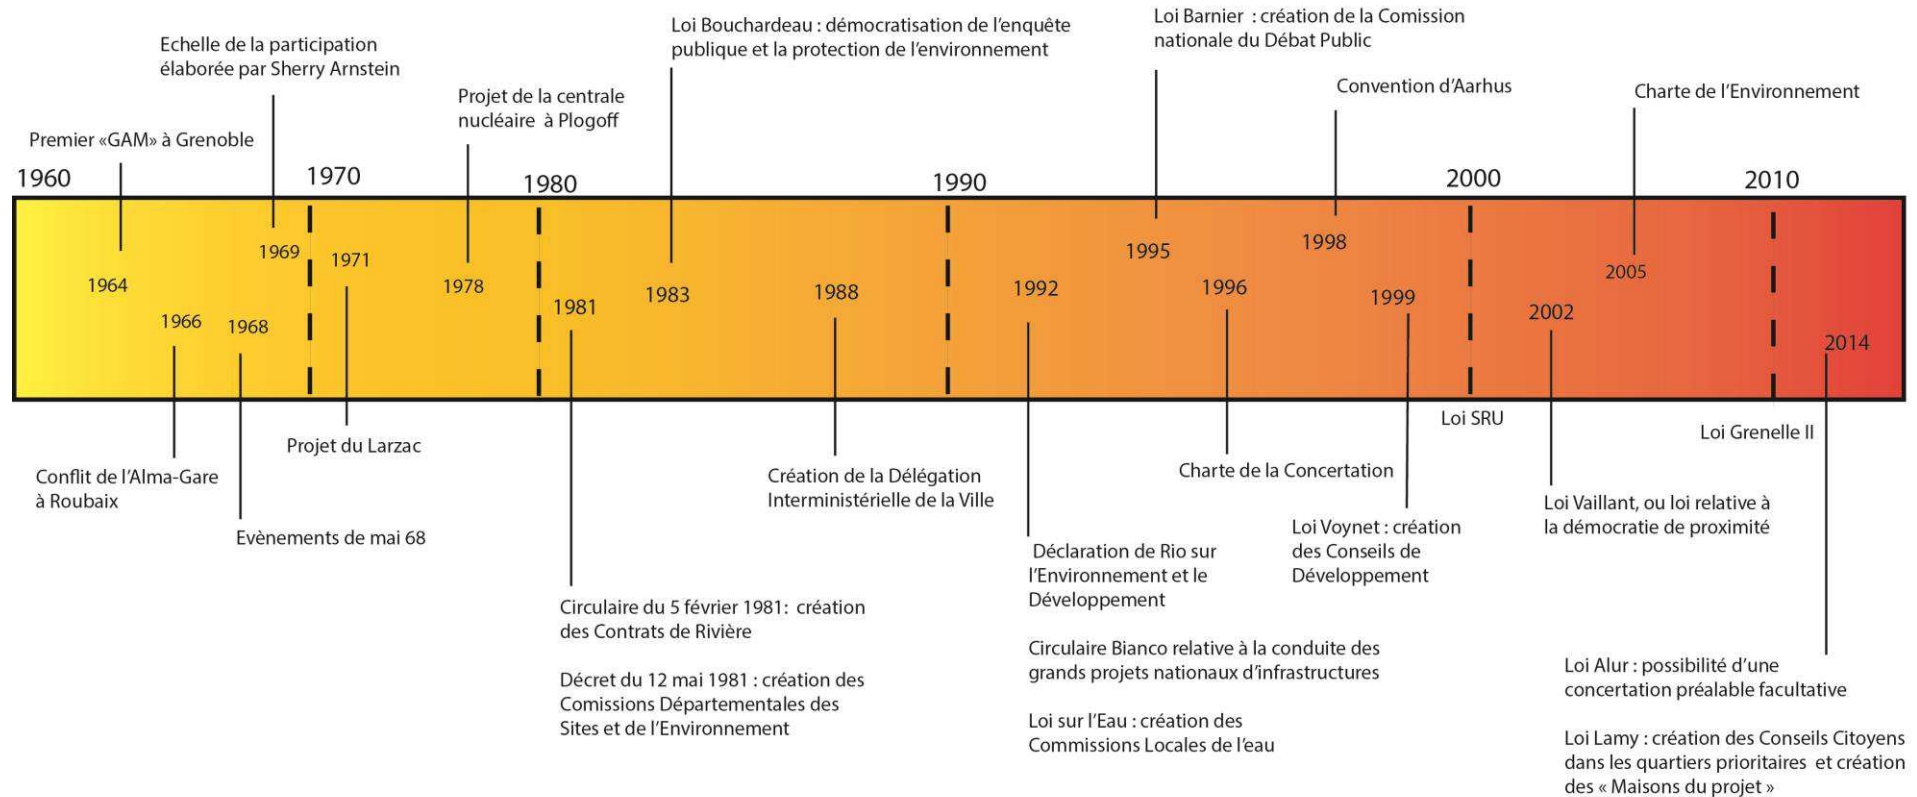 Echelle de la participation
élaborée par Sherry Arnstein
Loi Bouchardeau : démocratisation de l'enquête
publique et la protection de l'environnement
Loi Barnier : création de la Comission
nationale du Débat Public
Premier «GAM» à Grenoble
Projet de la centrale
nucléaire à Plogoff
Convention d'Aarhus
Charte de l'Environnement
1960
1970
1980
1990
2000
2010
1964
1966
1968
1969
1971
1978
1981
1983
1988
1992
1995
1996
1998
1999
2002
2005
2014
Conflit de l'Alma-Gare
à Roubaix
Evènements de mai 68
Projet du Larzac
Circulaire du 5 février 1981: création
des Contrats de Rivière
Décret du 12 mai 1981 : création des
Comissions Départementales des
Sites et de l'Environnement
Création de la Délégation
Interministérielle de la Ville
Déclaration de Rio sur
l'Environnement et le
Développement
Circulaire Bianco relative à la conduite des
grands projets nationaux d'infrastructures
Loi sur l'Eau : création des
Commissions Locales de l'eau
Charte de la Concertation
Loi Voynet : création
des Conseils de
Développement
Loi SRU
Loi Vaillant, ou loi relative à
la démocratie de proximité
Loi Grenelle II
Loi Alur : possibilité d'une
concertation préalable facultative
Loi Lamy : création des Conseils Citoyens
dans les quartiers prioritaires et création
des « Maisons du projet »